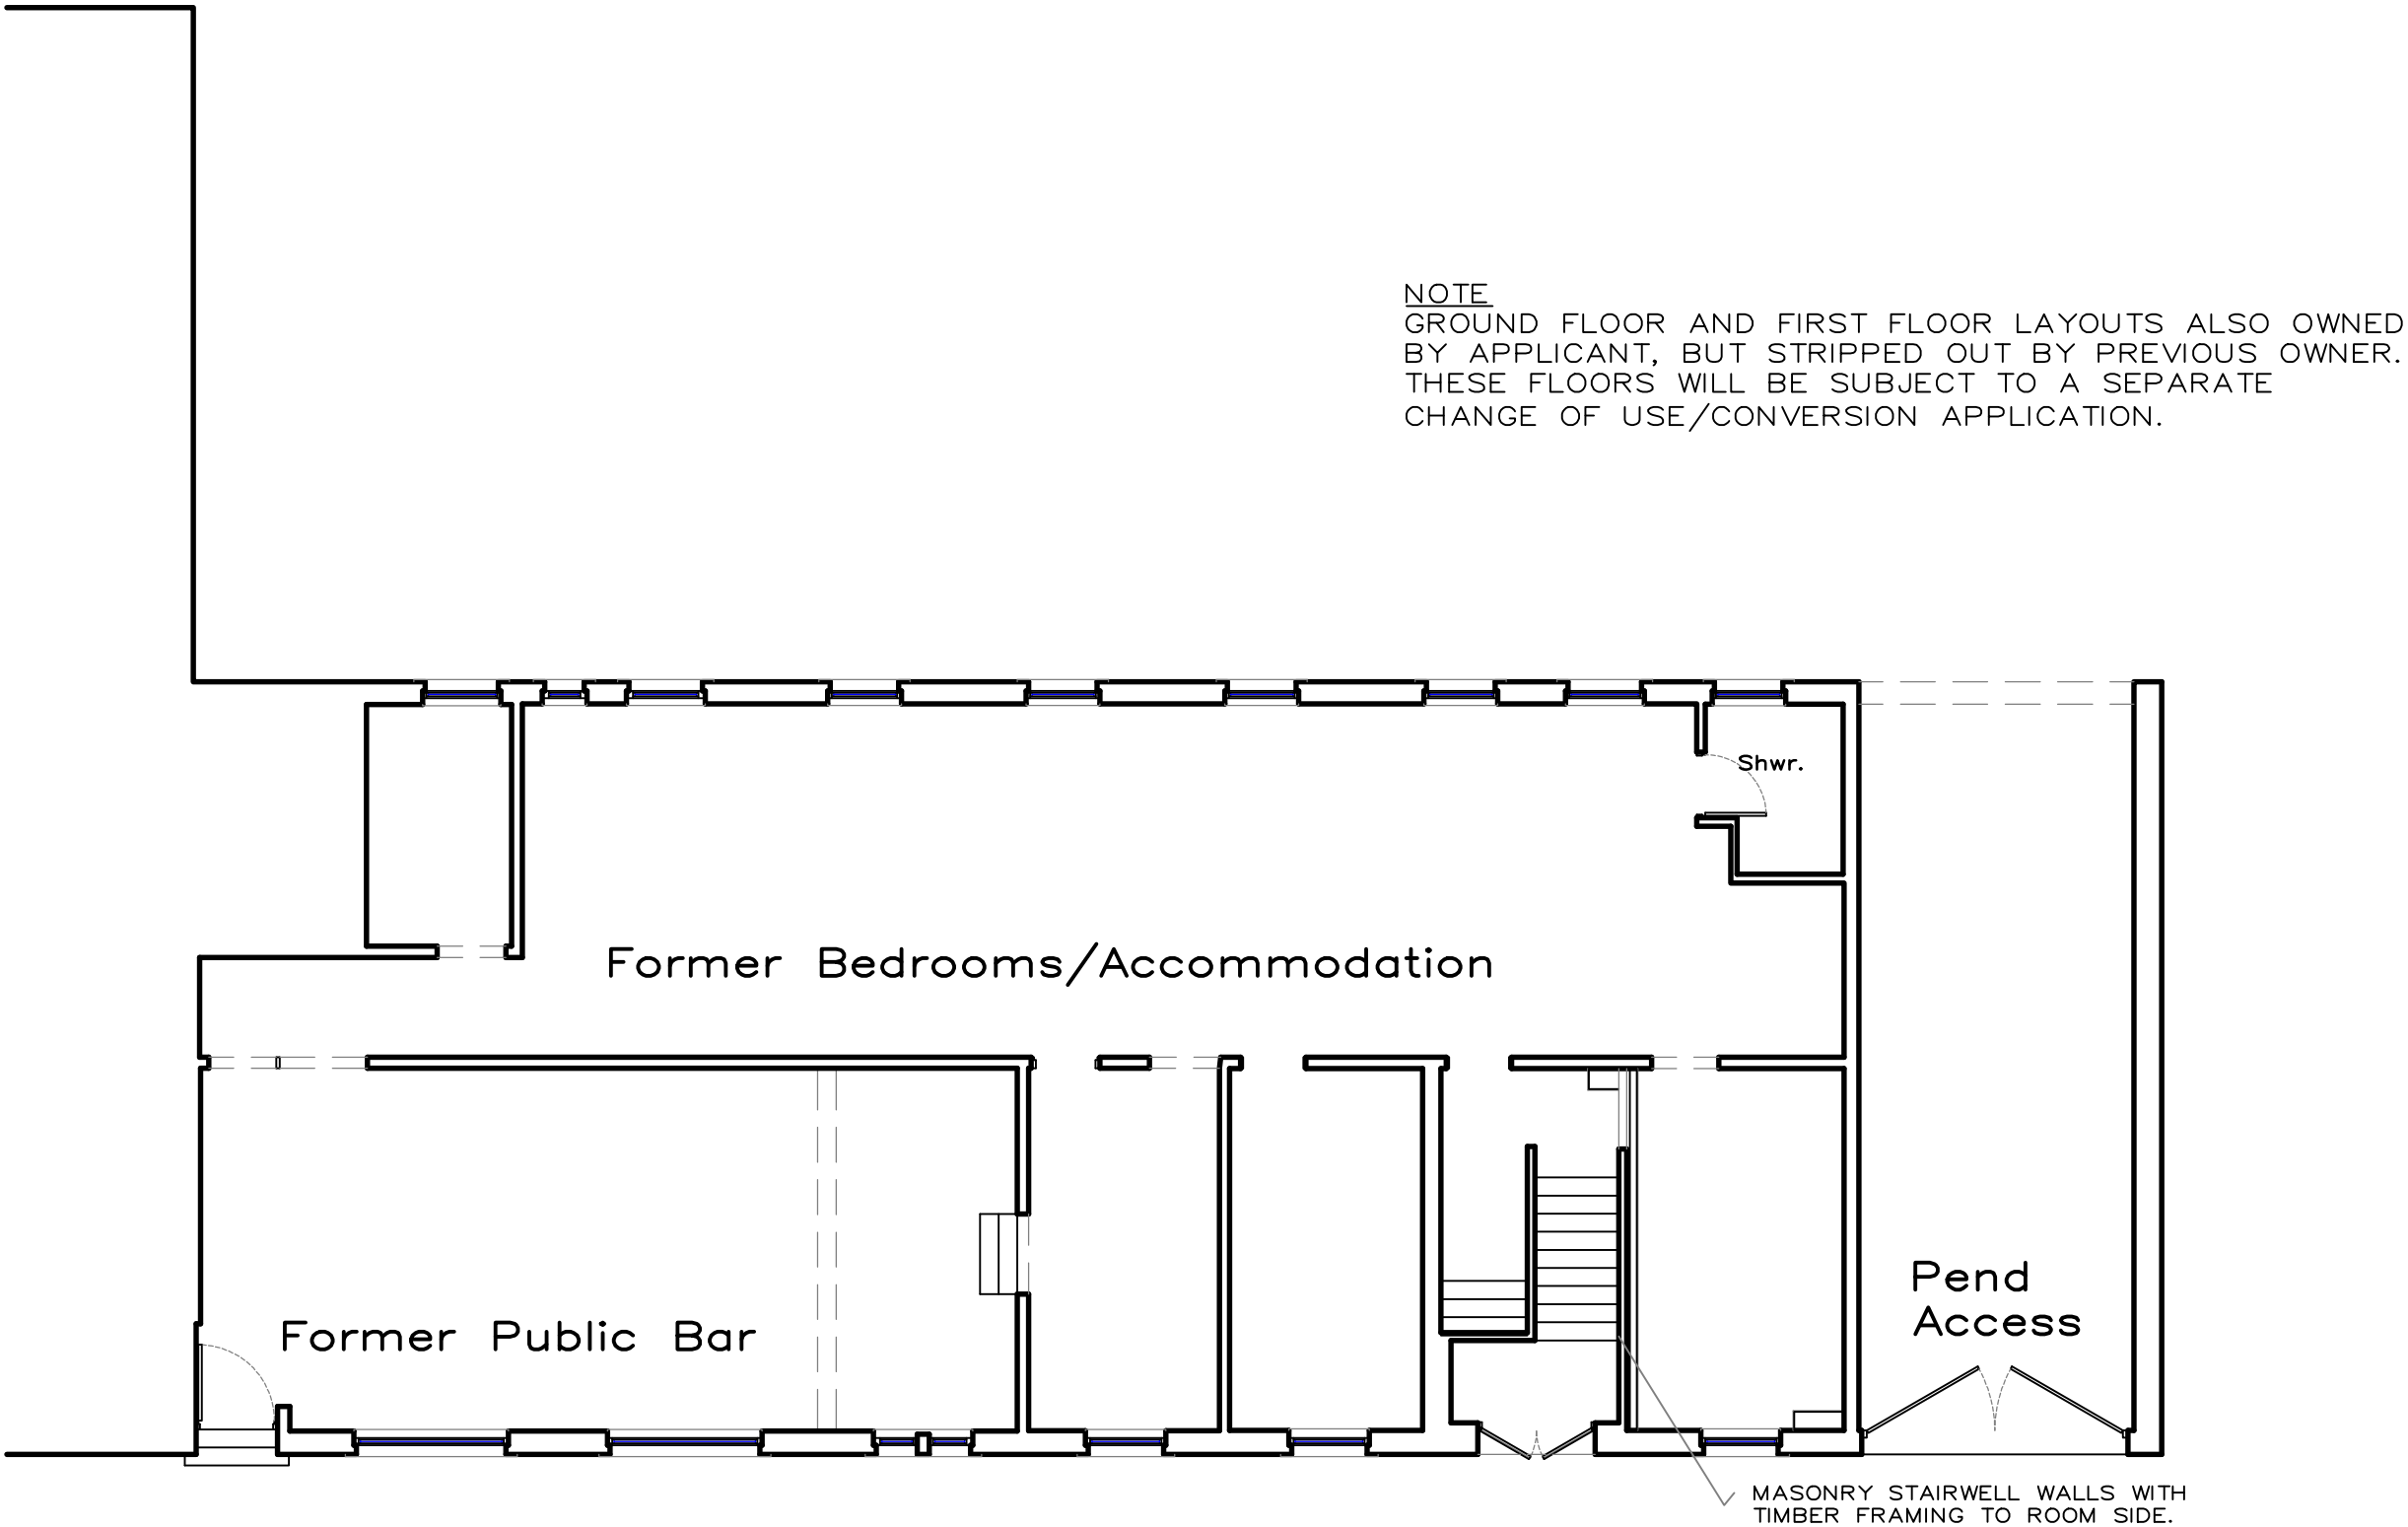 NOTE
GROUND FLOOR AND FIRST FLOOR LAYOUTS ALSO OWNED
BY APPLICANT, BUT STRIPPED OUT BY PREVIOUS OWNER.
THESE FLOORS WILL BE SUBJECT TO A SEPARATE
CHANGE OF USE/CONVERSION APPLICATION.
Shwr.
Former Bedrooms/Accommodation
Pend
Access
Former Public Bar
MASONRY STAIRWELL WALLS WITH
TIMBER FRAMING TO ROOM SIDE.